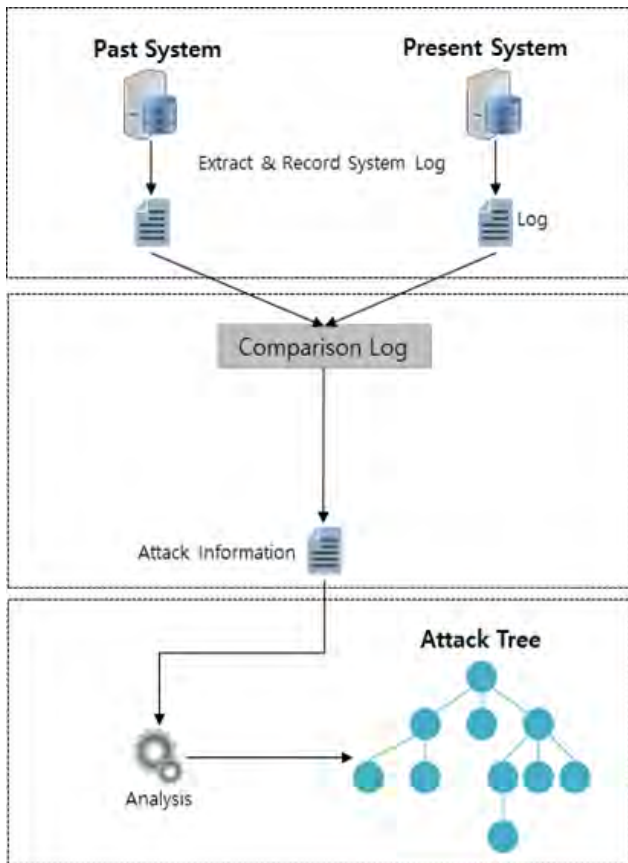 Past System
Present System
Extract & Record System Log
Log
Comparison Log
Attack Information
Attack Tree
Analysis